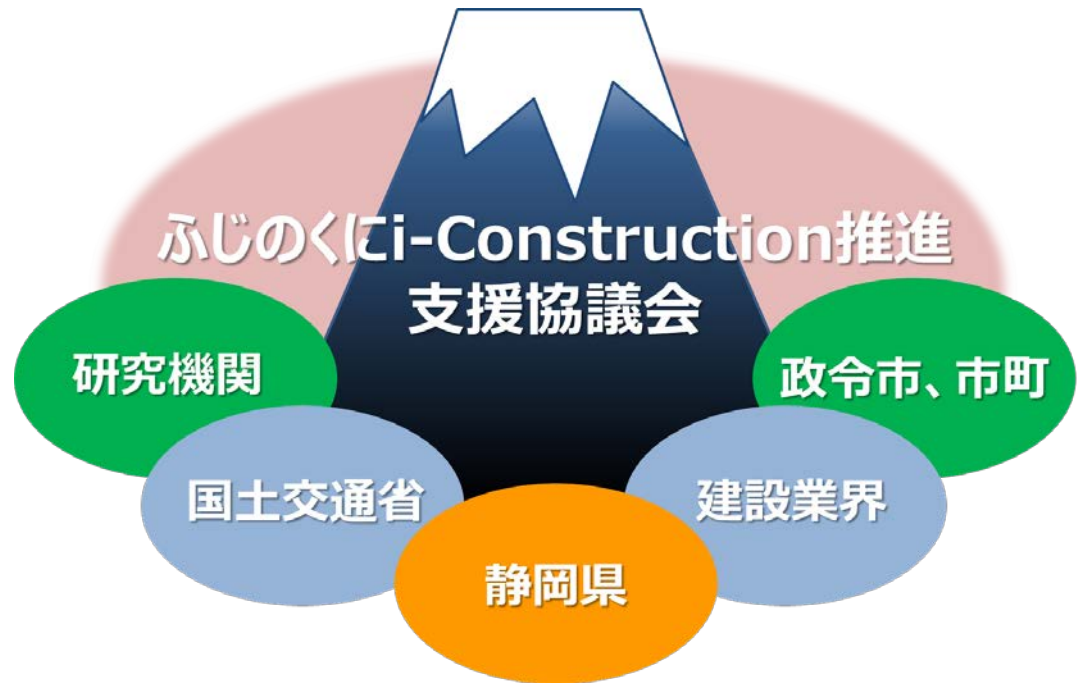 ふじのくにi-Construction推進
支援協議会
研究機関
政令市、市町
国土交通省
建設業界
静岡県